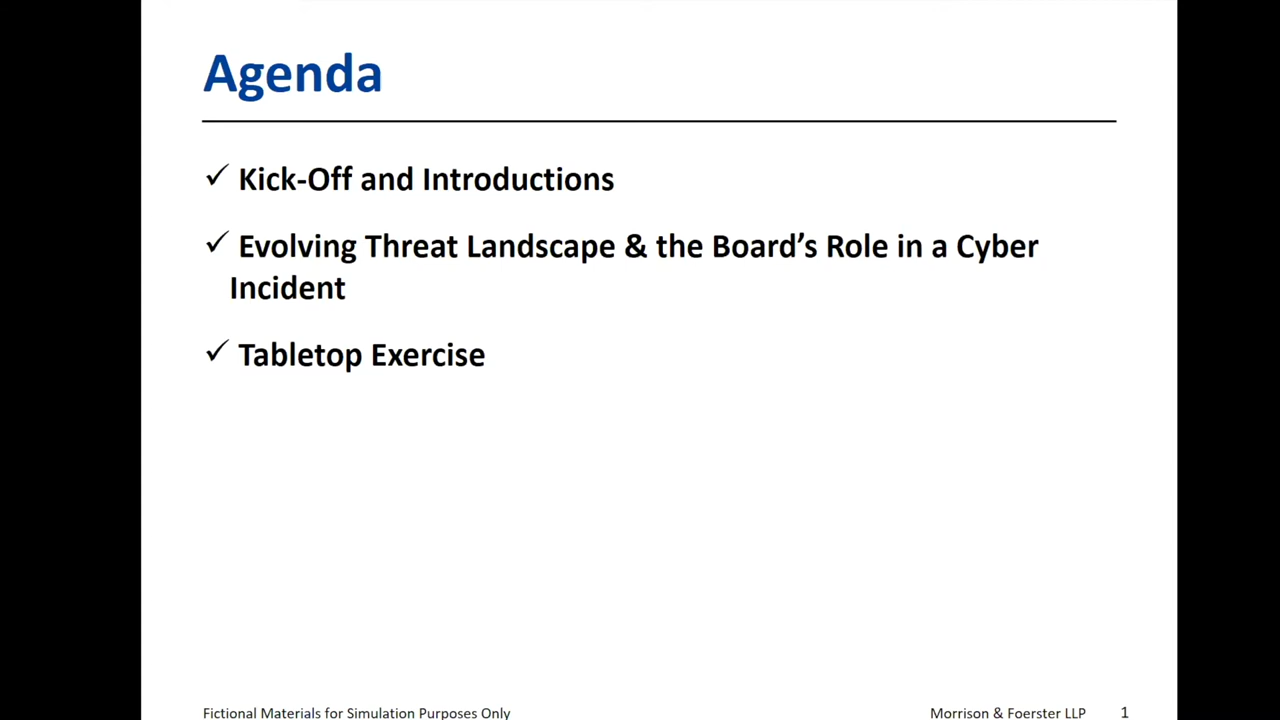 Agenda
✓ Kick-Off and Introductions
✓ Evolving Threat Landscape & the Board’s Role in a Cyber
Incident
✓ Tabletop Exercise
Fictional Materials for Simulation Purposes Only
Morrison & Foerster LLP 1